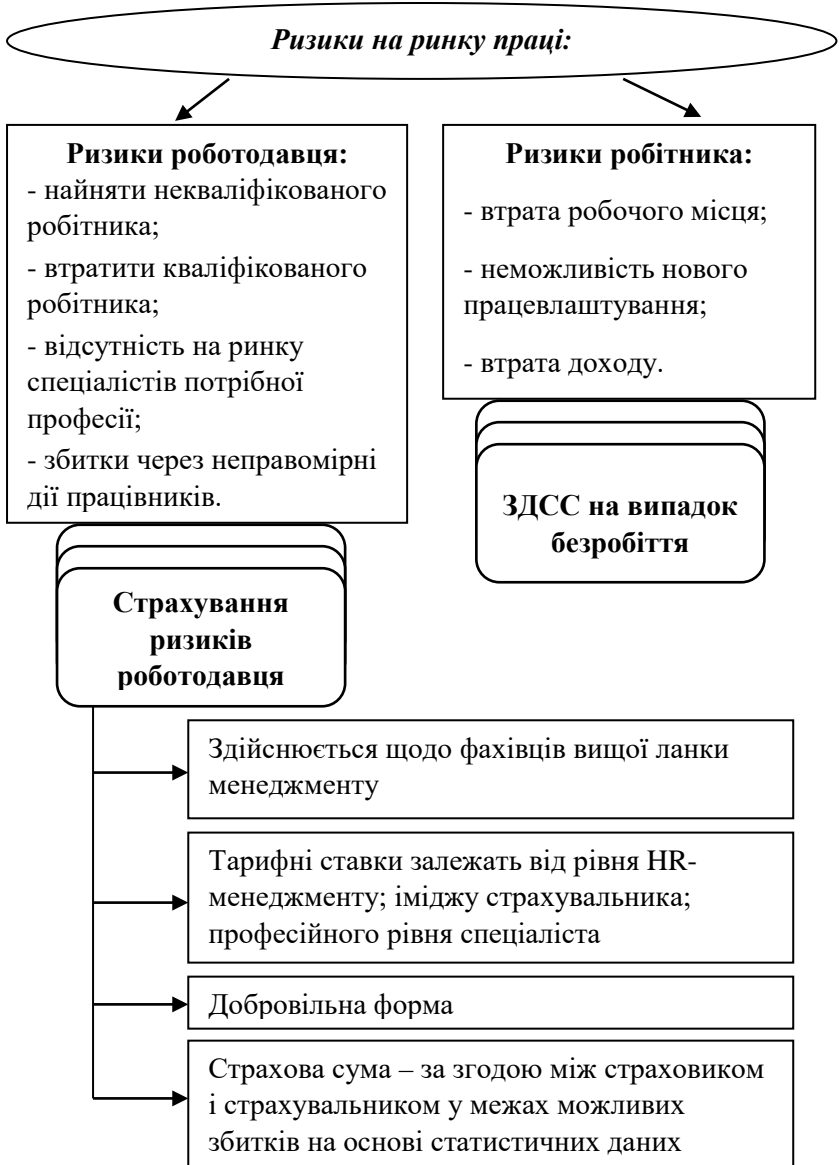 Ризики на ринку праці:
Ризики роботодавця:
- найняти некваліфікованого
робітника;
- втратити кваліфікованого
робітника;
- відсутність на ринку
спеціалістів потрібної
професії;
- збитки через неправомірні
дії працівників.
Ризики робітника:
- втрата робочого місця;
- неможливість нового
працевлаштування;
- втрата доходу.
ЗДСС на випадок
безробіття
Страхування
ризиків
роботодавця
Здійснюється щодо фахівців вищої ланки
менеджменту
Тарифні ставки залежать від рівня HR-
менеджменту; іміджу страхувальника;
професійного рівня спеціаліста
Добровільна форма
Страхова сума – за згодою між страховиком
і страхувальником у межах можливих
збитків на основі статистичних даних